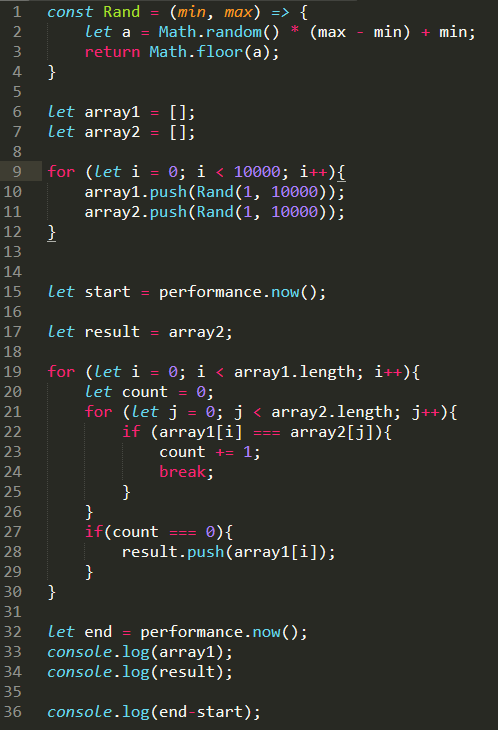 1 const Rand = (min, max) => {
2 let a = Math.random() * (max - min) + min;
3 return Math.floor(a);
4 }
5
6 let array1 = [];
7 let array2 = [];
8
9 for (let i = 0; i < 10000; i++){
10 array1.push(Rand(1, 10000));
11 array2.push(Rand(1, 10000));
12 }
13
14
15 let start = performance.now();
16
17 let result = array2;
18
19 for (let i = 0; i < array1.length; i++){
20 let count = 0;
21 for (let j = 0; j < array2.length; j++){
22 if (array1[i] === array2[j]){
23 count += 1;
24 break;
25 }
26 }
27 if(count === 0){
28 result.push(array1[i]);
29 }
30 }
31
32 let end = performance.now();
33 console.log(array1);
34 console.log(result);
35
36 console.log(end-start);